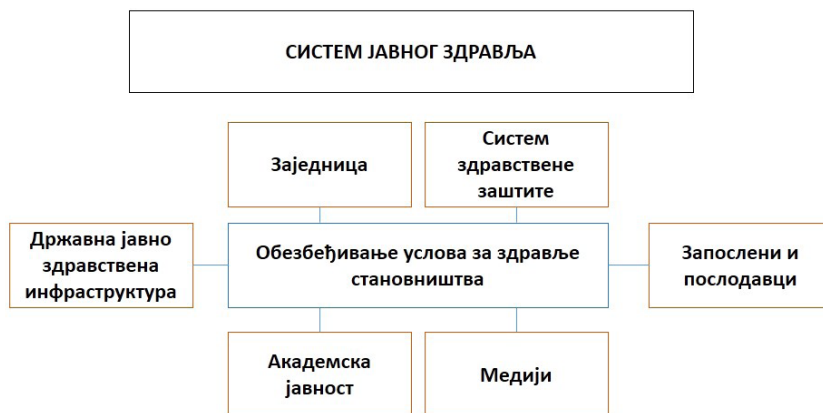 СИСТЕМ ЈАВНОГ ЗДРАВЉА
Заједница
Систем
здравствене
заштите
Државна јавно
здравствена
инфраструктура
Обезбеђивање услова за здравље
становништва
Запослени и
послодавци
Академска
јавност
Медији